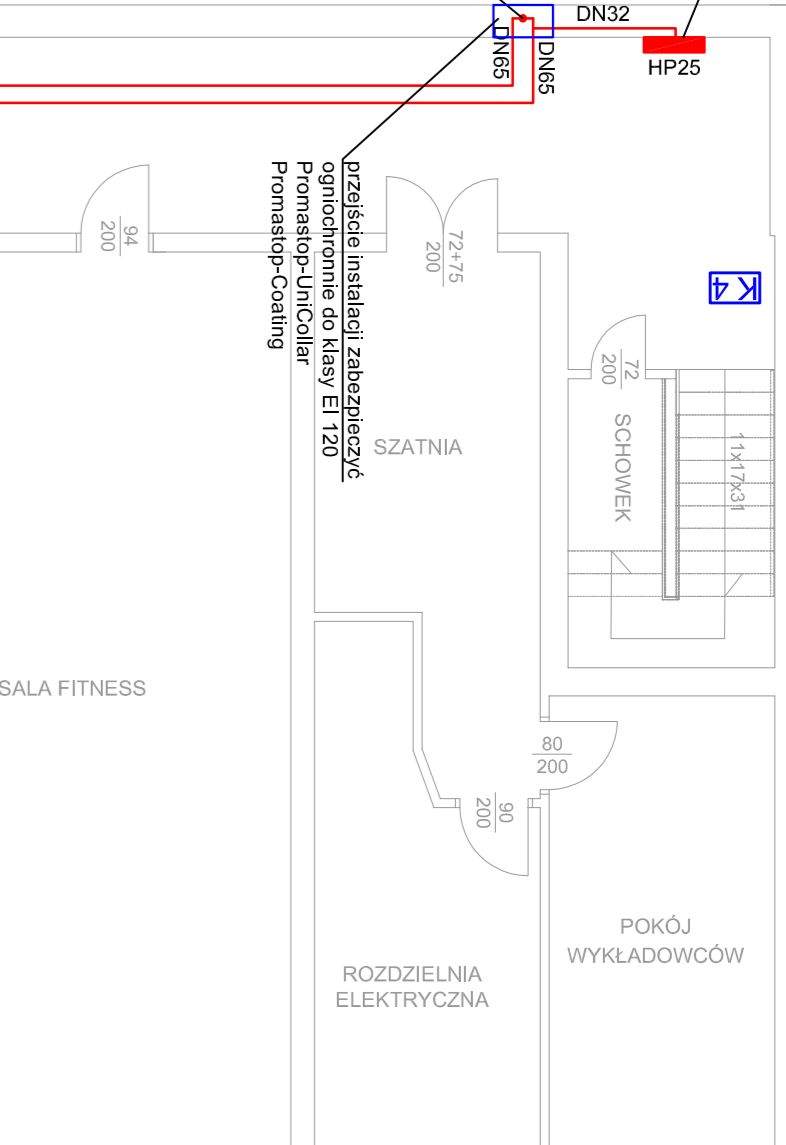 DN32
DN65
DN65
HP25
przejście instalacji zabezpieczyć
ogniochronnie do klasy EI 120
Promastop-UniCollar
Promastop-Coating
94
200
72+75
200
K 4
72
200
SZATNIA
SCHOWEK
11x17x31
SALA FITNESS
80
200
90
200
POKÓJ
WYKŁADOWCÓW
ROZDZIELNIA
ELEKTRYCZNA